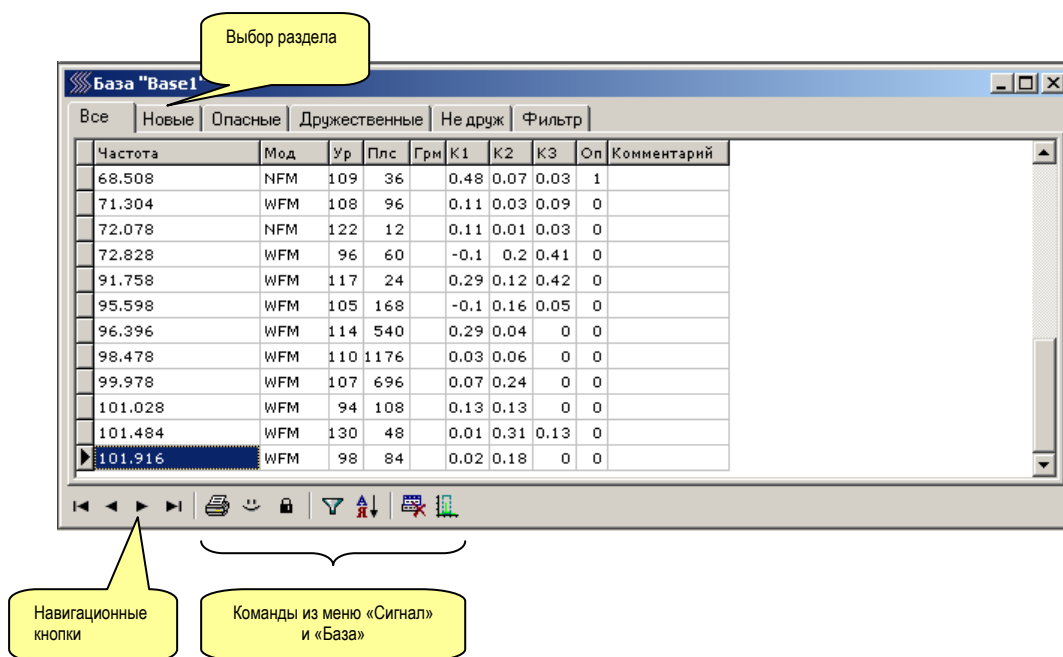 Выбор раздела
База "Base1"
Все Новые Опасные Дружественные Не друж Фильтр
Частота Мод Ур Плс Грм К1 К2 К3 Оп Комментарий
68.508 NFM 109 36 0.48 0.07 0.03 1
71.304 WFM 108 96 0.11 0.03 0.09 0
72.078 NFM 122 12 0.11 0.01 0.03 0
72.828 WFM 96 60 -0.1 0.2 0.41 0
91.758 WFM 117 24 0.29 0.12 0.42 0
95.598 WFM 105 168 -0.1 0.16 0.05 0
96.396 WFM 114 540 0.29 0.04 0 0
98.478 WFM 110 1176 0.03 0.06 0 0
99.978 WFM 107 696 0.07 0.24 0 0
101.028 WFM 94 108 0.13 0.13 0 0
101.484 WFM 130 48 0.01 0.31 0.13 0
101.916 WFM 98 84 0.02 0.18 0 0
Навигационные
кнопки
Команды из меню «Сигнал»
и «База»